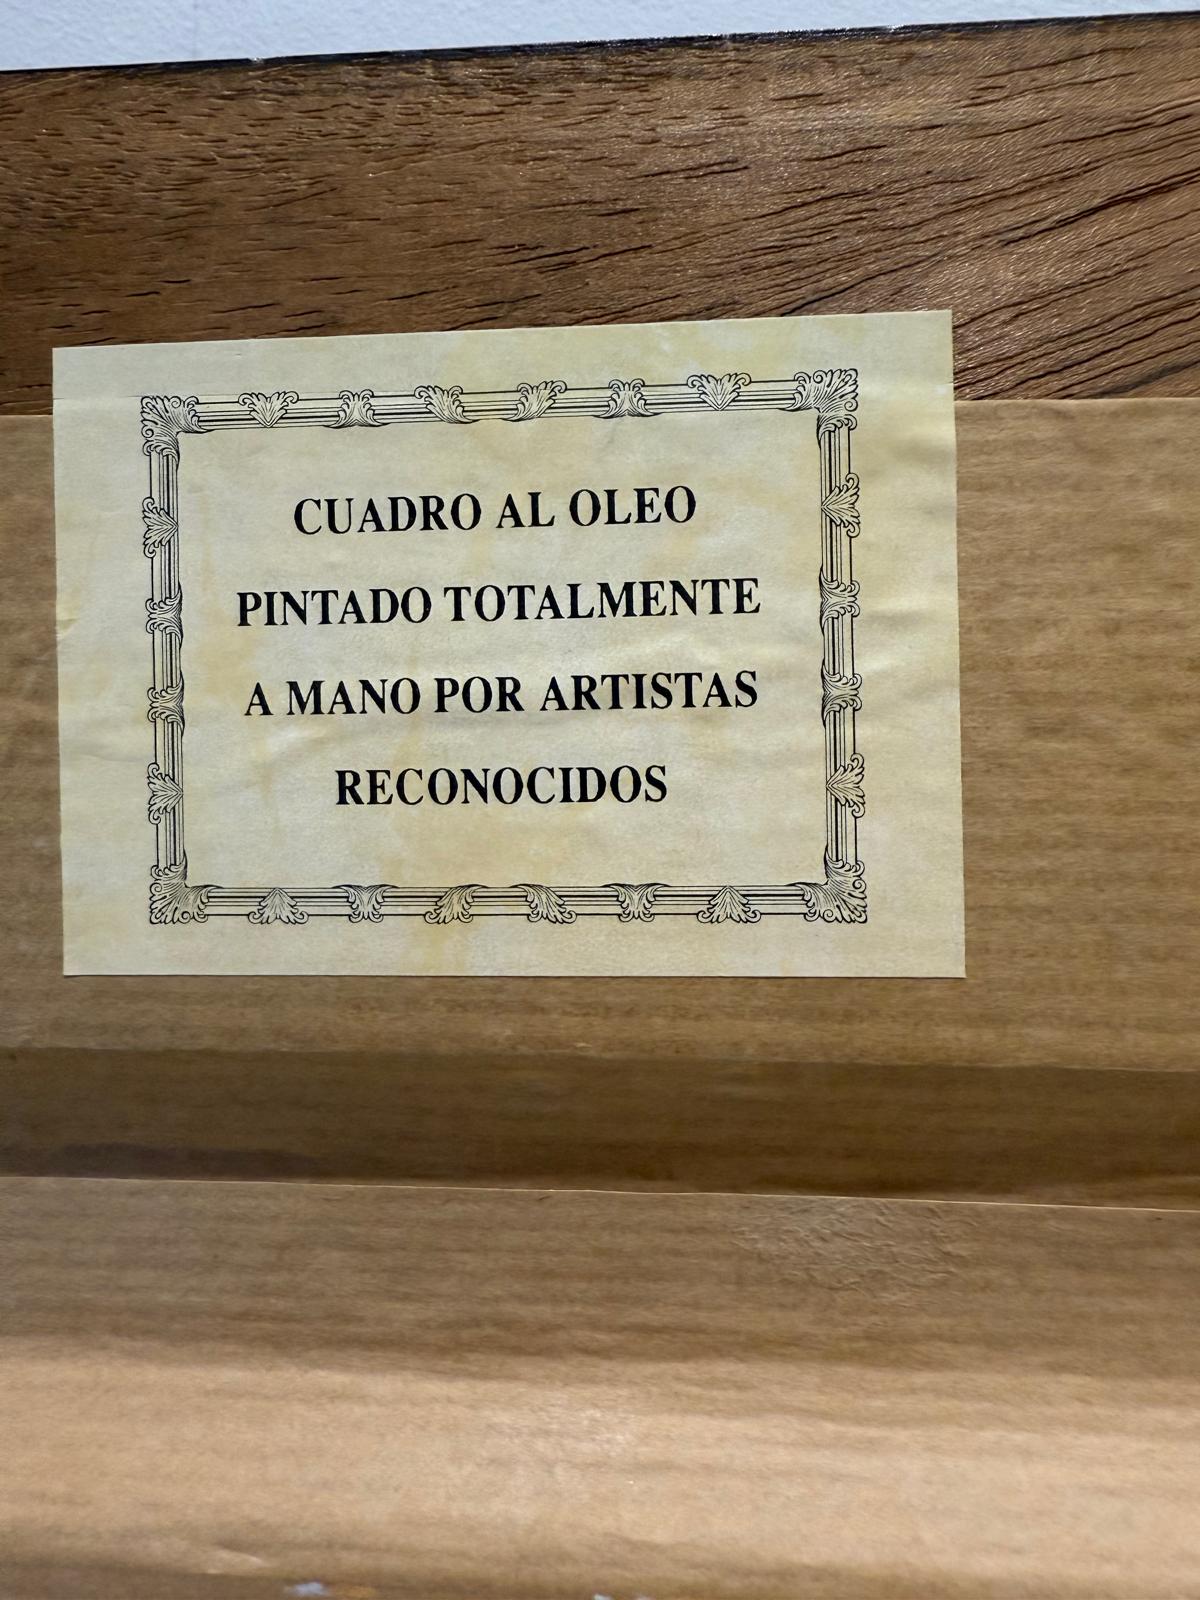 CUADRO AL OLEO
PINTADO TOTALMENTE
A MANO POR ARTISTAS
RECONOCIDOS